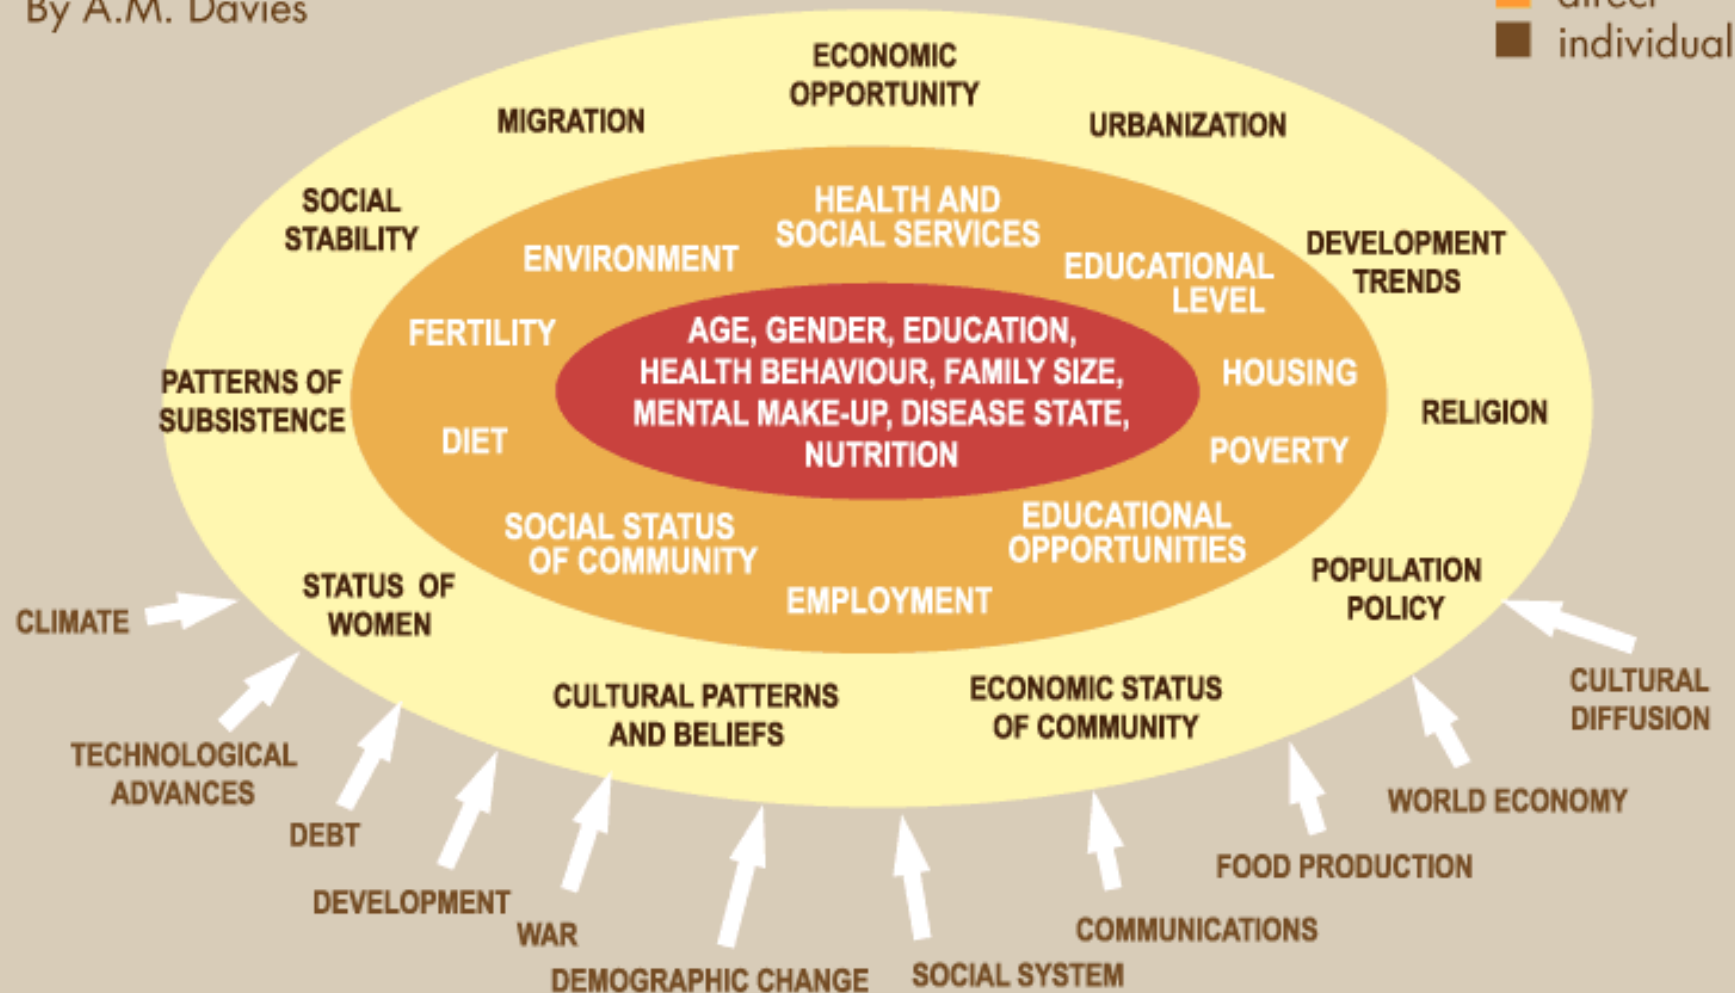 By A.M. Davies
direct
individual
ECONOMIC
OPPORTUNITY
MIGRATION
URBANIZATION
SOCIAL
STABILITY
DEVELOPMENT
TRENDS
PATTERNS OF
SUBSISTENCE
RELIGION
STATUS OF
WOMEN
POPULATION
POLICY
CULTURAL PATTERNS
AND BELIEFS
ECONOMIC STATUS
OF COMMUNITY
HEALTH AND
SOCIAL SERVICES
ENVIRONMENT
EDUCATIONAL
LEVEL
FERTILITY
HOUSING
DIET
POVERTY
SOCIAL STATUS
OF COMMUNITY
EDUCATIONAL
OPPORTUNITIES
EMPLOYMENT
AGE, GENDER, EDUCATION,
HEALTH BEHAVIOUR, FAMILY SIZE,
MENTAL MAKE-UP, DISEASE STATE,
NUTRITION
CLIMATE
TECHNOLOGICAL
ADVANCES
DEBT
DEVELOPMENT
WAR
DEMOGRAPHIC CHANGE
SOCIAL SYSTEM
COMMUNICATIONS
FOOD PRODUCTION
WORLD ECONOMY
CULTURAL
DIFFUSION